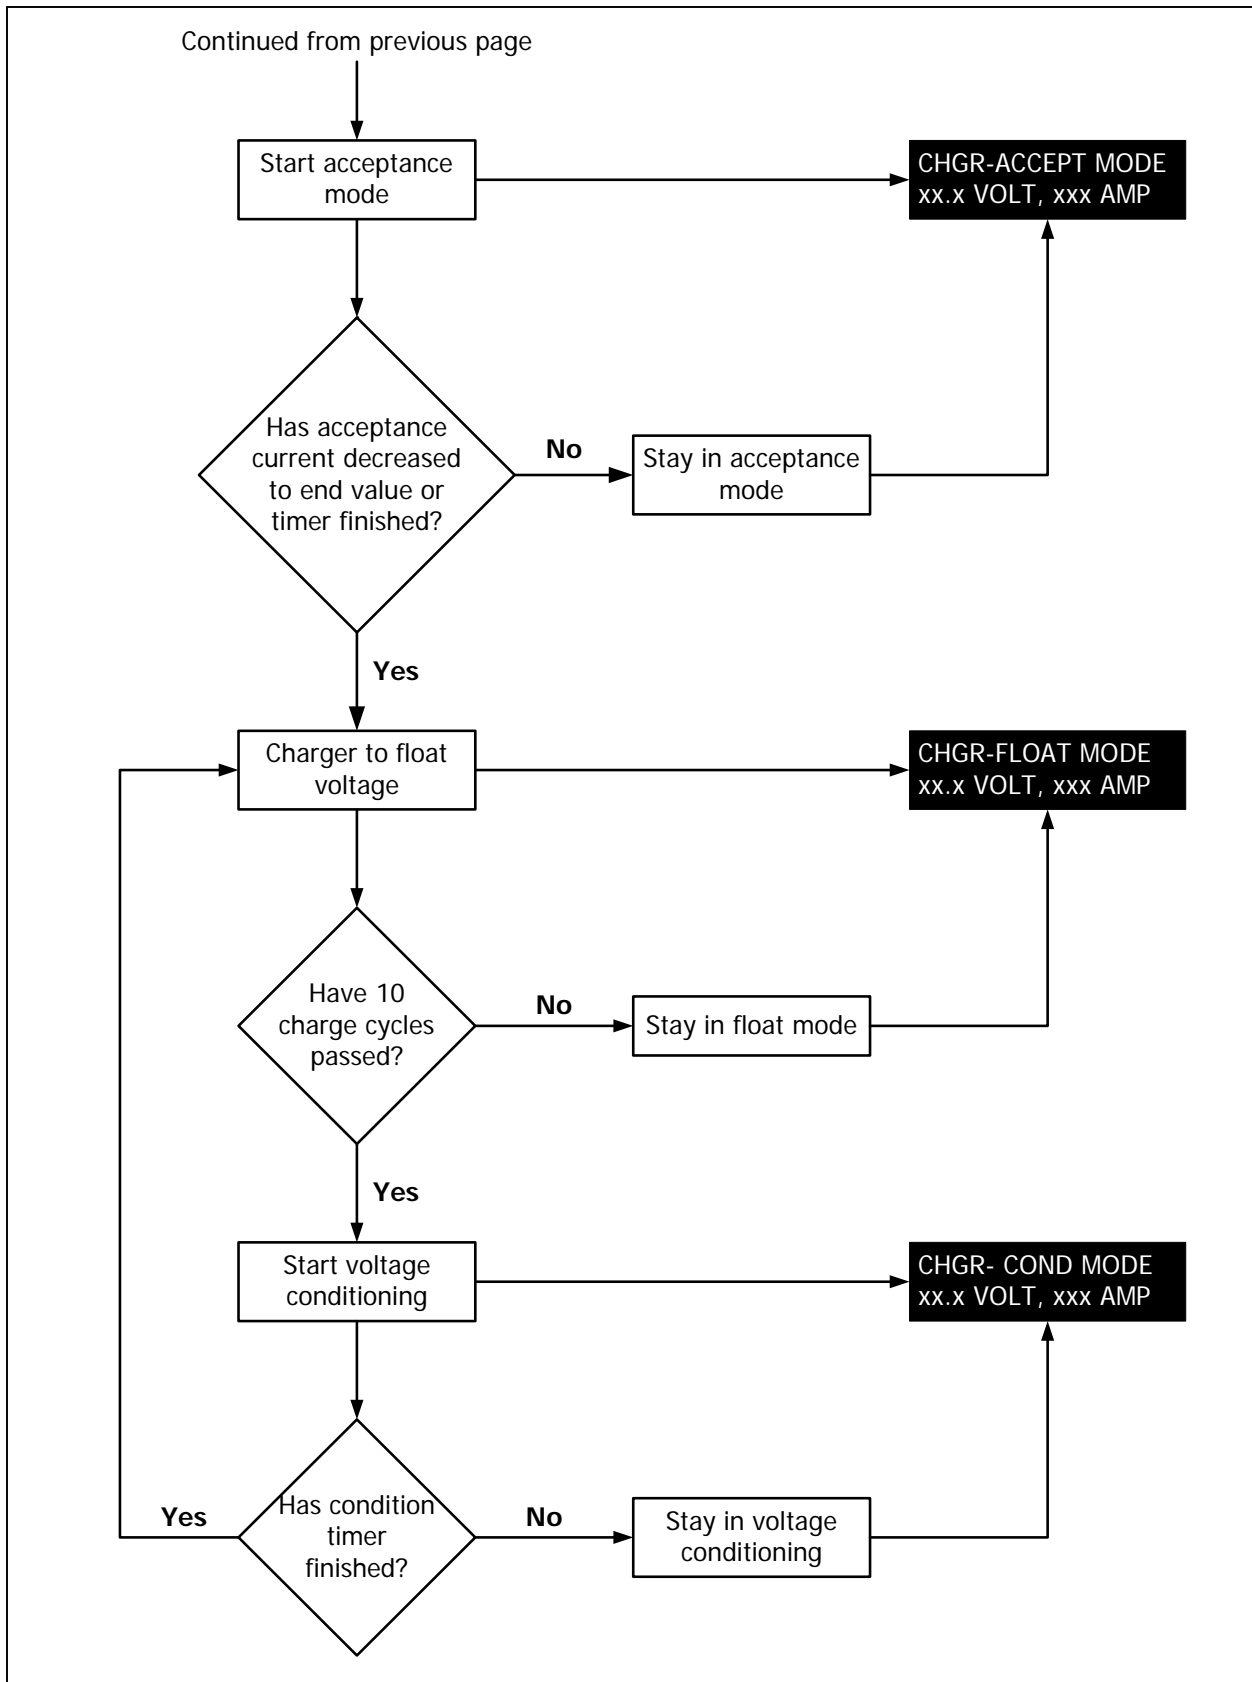 Continued from previous page
Start acceptance
mode
CHGR-ACCEPT MODE
xx.x VOLT, xxx AMP
Has acceptance
current decreased
to end value or
timer finished?
No
Stay in acceptance
mode
Yes
Charger to float
voltage
CHGR-FLOAT MODE
xx.x VOLT, xxx AMP
Have 10
charge cycles
passed?
No
Stay in float mode
Yes
Start voltage
conditioning
CHGR- COND MODE
xx.x VOLT, xxx AMP
Yes
Has condition
timer
finished?
No
Stay in voltage
conditioning